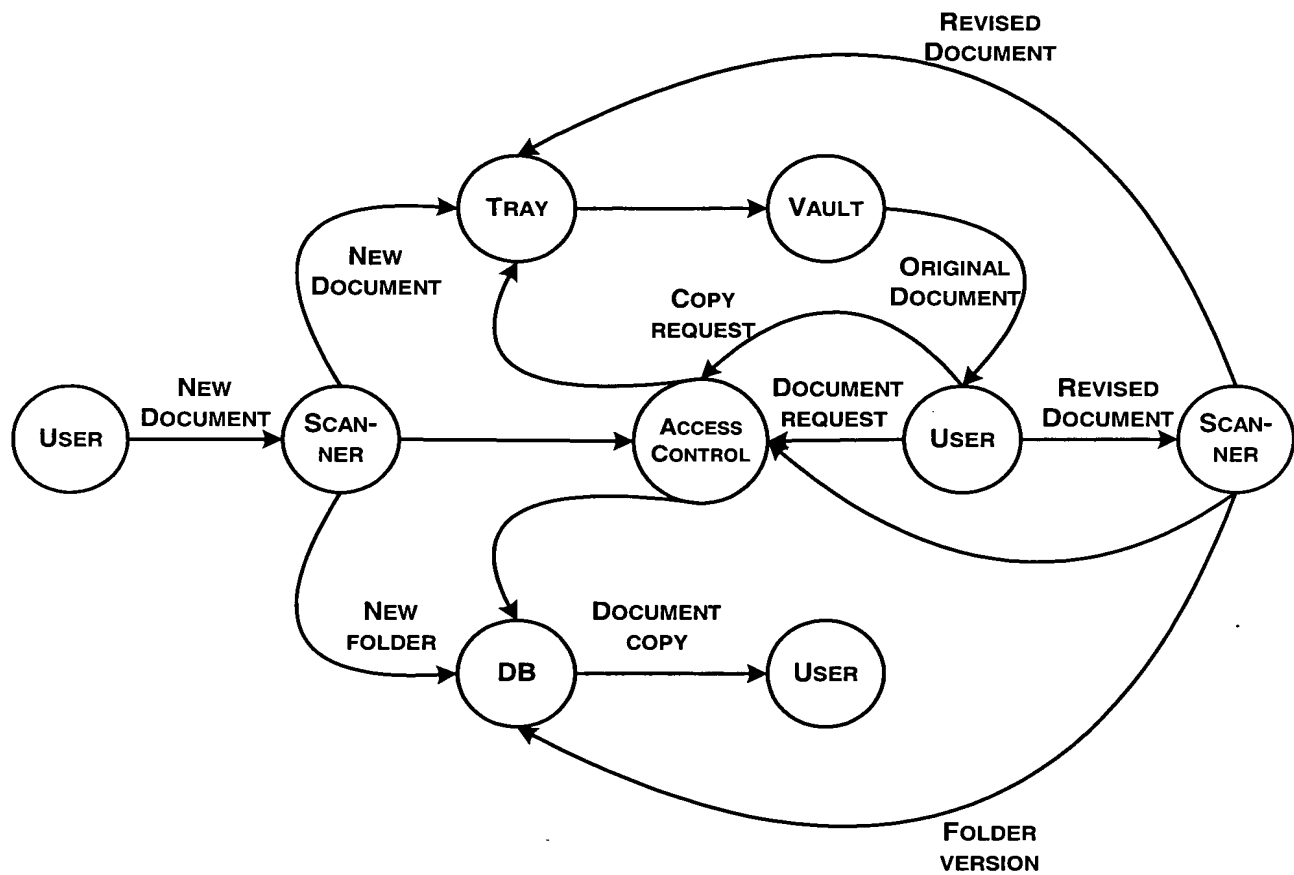 REVISED
DOCUMENT
TRAY
VAULT
NEW
DOCUMENT
ORIGINAL
DOCUMENT
COPY
REQUEST
NEW
DOCUMENT
DOCUMENT
REQUEST
REVISED
DOCUMENT
USER
SCAN-
NER
ACCESS
CONTROL
USER
SCAN-
NER
NEW
FOLDER
DOCUMENT
COPY
DB
USER
FOLDER
VERSION